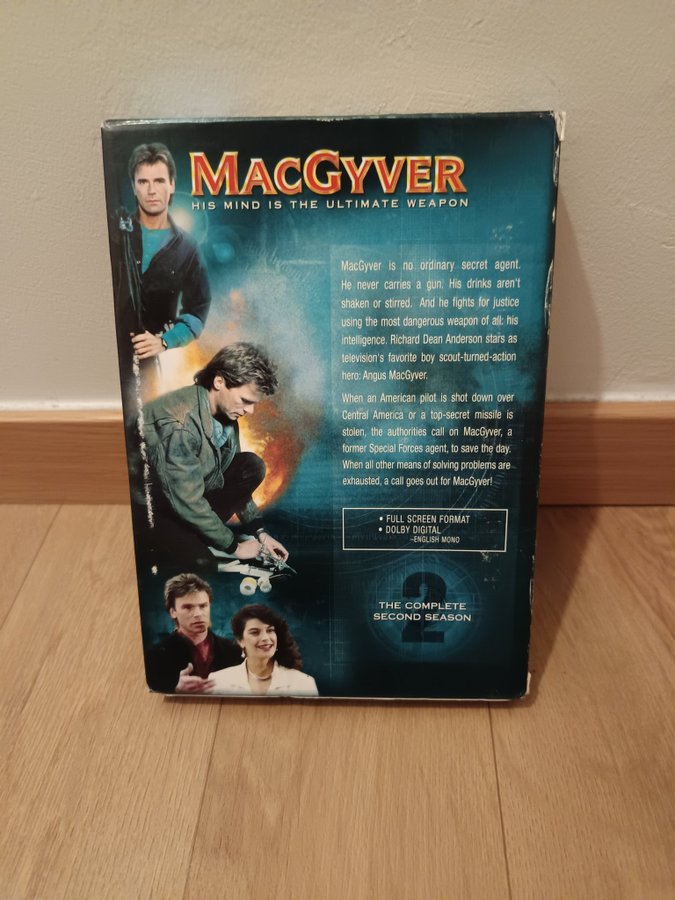 MACGYVER
HIS MIND IS THE ULTIMATE WEAPON
MacGyver is no ordinary secret agent.
He never carries a gun. His drinks aren't
shaken or stirred. And he fights for justice
using the most dangerous weapon of all: his
intelligence. Richard Dean Anderson stars as
television's favorite boy scout-turned-action
hero: Angus MacGyver.
When an American pilot is shot down over
Central America or a top-secret missile is
stolen, the authorities call on MacGyver, a
former Special Forces agent, to save the day.
When all other means of solving problems are
exhausted, a call goes out for MacGyver!
• FULL SCREEN FORMAT
• DOLBY DIGITAL
–ENGLISH MONO
2
THE COMPLETE
SECOND SEASON